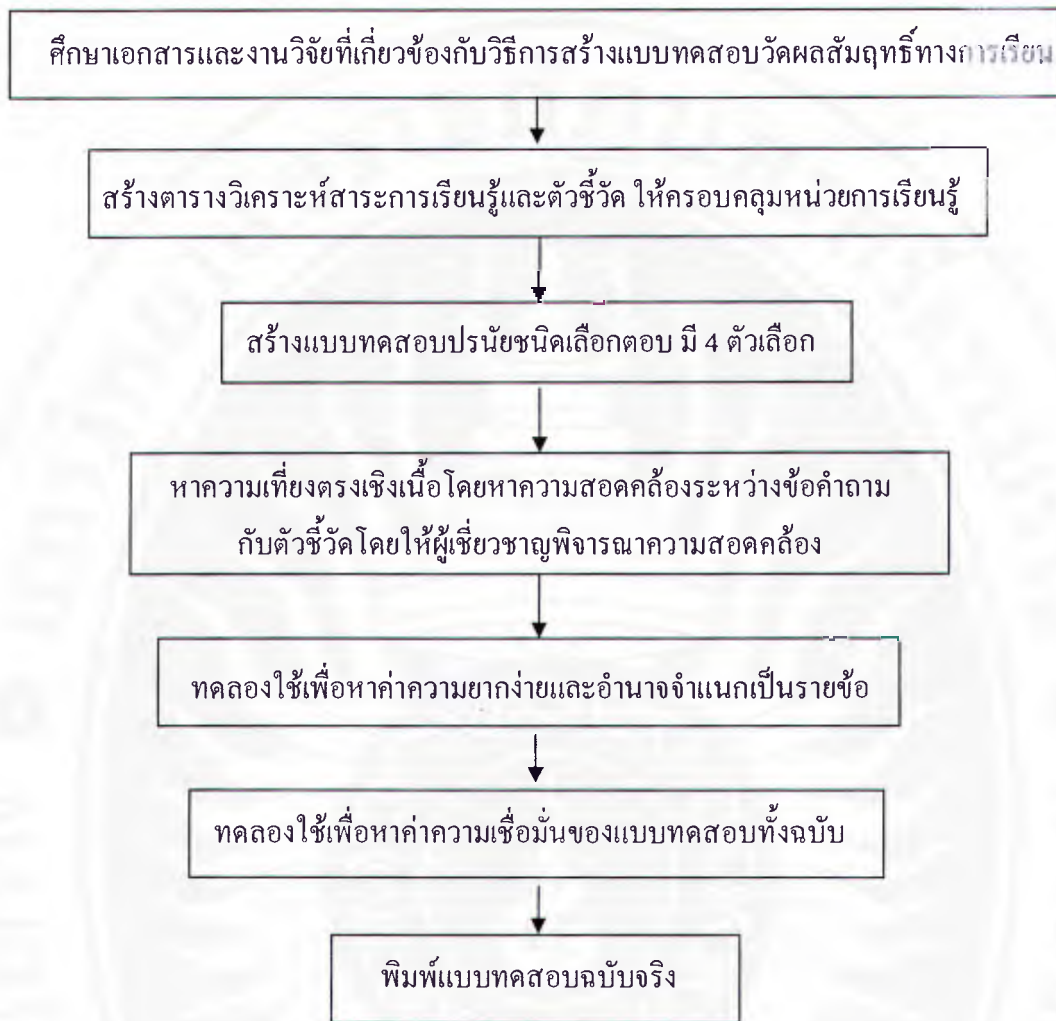 ศึกษาเอกสารและงานวิจัยที่เกี่ยวข้องกับวิธีการสร้างแบบทดสอบวัดผลสัมฤทธิ์ทางการเรียน
สร้างตารางวิเคราะห์สาระการเรียนรู้และตัวชี้วัด ให้ครอบคลุมหน่วยการเรียนรู้
สร้างแบบทดสอบปรนัยชนิดเลือกตอบ มี 4 ตัวเลือก
หาความเที่ยงตรงเชิงเนื้อโดยหาความสอดคล้องระหว่างข้อคำถาม
กับตัวชี้วัดโดยให้ผู้เชี่ยวชาญพิจารณาความสอดคล้อง
ทดลองใช้เพื่อหาค่าความยากง่ายและอำนาจจำแนกเป็นรายข้อ
ทดลองใช้เพื่อหาค่าความเชื่อมั่นของแบบทดสอบทั้งฉบับ
พิมพ์แบบทดสอบฉบับจริง